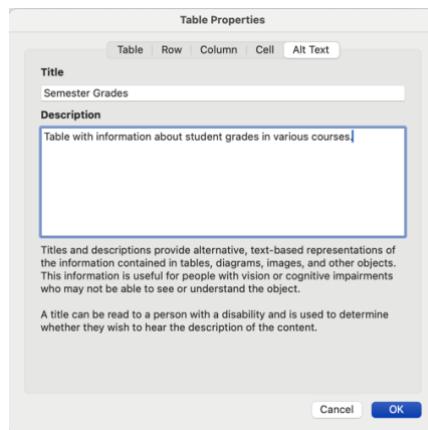 Table Properties
Table Row Column Cell Alt Text
Title
Semester Grades
Description
Table with information about student grades in various courses.
Titles and descriptions provide alternative, text-based representations of
the information contained in tables, diagrams, images, and other objects.
This information is useful for people with vision or cognitive impairments
who may not be able to see or understand the object.
A title can be read to a person with a disability and is used to determine
whether they wish to hear the description of the content.
Cancel OK